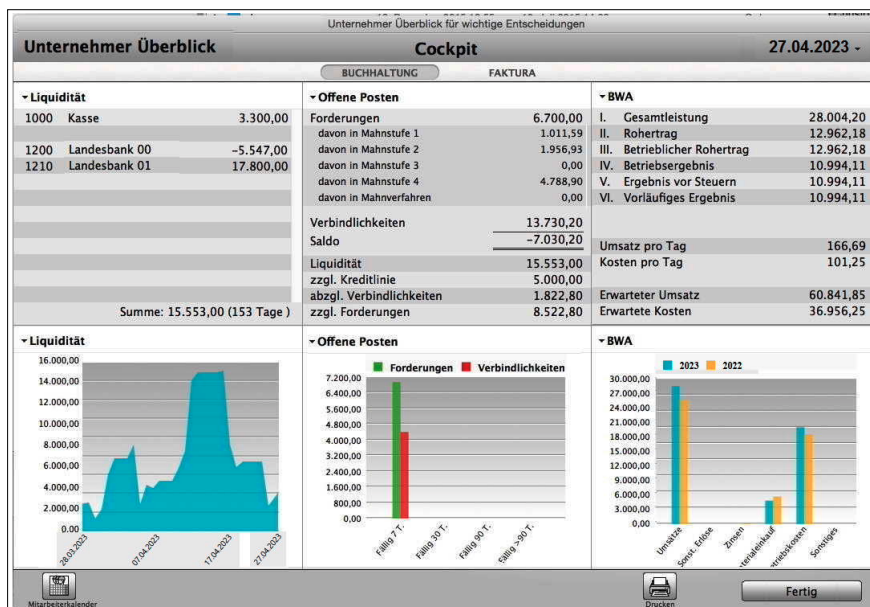 Unternehmer Überblick für wichtige Entscheidungen
Unternehmer Überblick
Cockpit
27.04.2023
BUCHHALTUNG
FAKTURA
Liquidität
1000 Kasse 3.300,00
1200 Landesbank 00 -5.547,00
1210 Landesbank 01 17.800,00
Summe: 15.553,00 (153 Tage )
Offene Posten
Forderungen 6.700,00
davon in Mahnstufe 1 1.011,59
davon in Mahnstufe 2 1.956,93
davon in Mahnstufe 3 0,00
davon in Mahnstufe 4 4.788,90
davon in Mahnverfahren 0,00
Verbindlichkeiten 13.730,20
Saldo -7.030,20
Liquidität 15.553,00
zzgl. Kreditlinie 5.000,00
abzgl. Verbindlichkeiten 1.822,80
zzgl. Forderungen 8.522,80
BWA
I. Gesamtleistung 28.004,20
II. Rohertrag 12.962,18
III. Betrieblicher Rohertrag 12.962,18
IV. Betriebsergebnis 10.994,11
V. Ergebnis vor Steuern 10.994,11
VI. Vorläufiges Ergebnis 10.994,11
Umsatz pro Tag 166,69
Kosten pro Tag 101,25
Erwarteter Umsatz 60.841,85
Erwartete Kosten 36.956,25
Liquidität
16.000,00
14.000,00
12.000,00
10.000,00
8.000,00
6.000,00
4.000,00
2.000,00
0.00
28.03.2023
07.04.2023
17.04.2023
27.04.2023
Offene Posten
Forderungen Verbindlichkeiten
7.200,00
6.400,00
5.600,00
4.800,00
4.000,00
3.200,00
2.400,00
1.600,00
800,00
0,00
Fällig 7 T.
Fällig 30 T.
Fällig 90 T.
Fällig >90 T.
BWA
2023 2022
30.000,00
27.000,00
24.000,00
21.000,00
18.000,00
15.000,00
12.000,00
9.000,00
6.000,00
3.000,00
0,00
Umsätze
Sonst. Erlöse
Zinsen
aterialeinkauf
triebskosten
Sonstiges
Mitarbeiterkalender
Drucken
Fertig